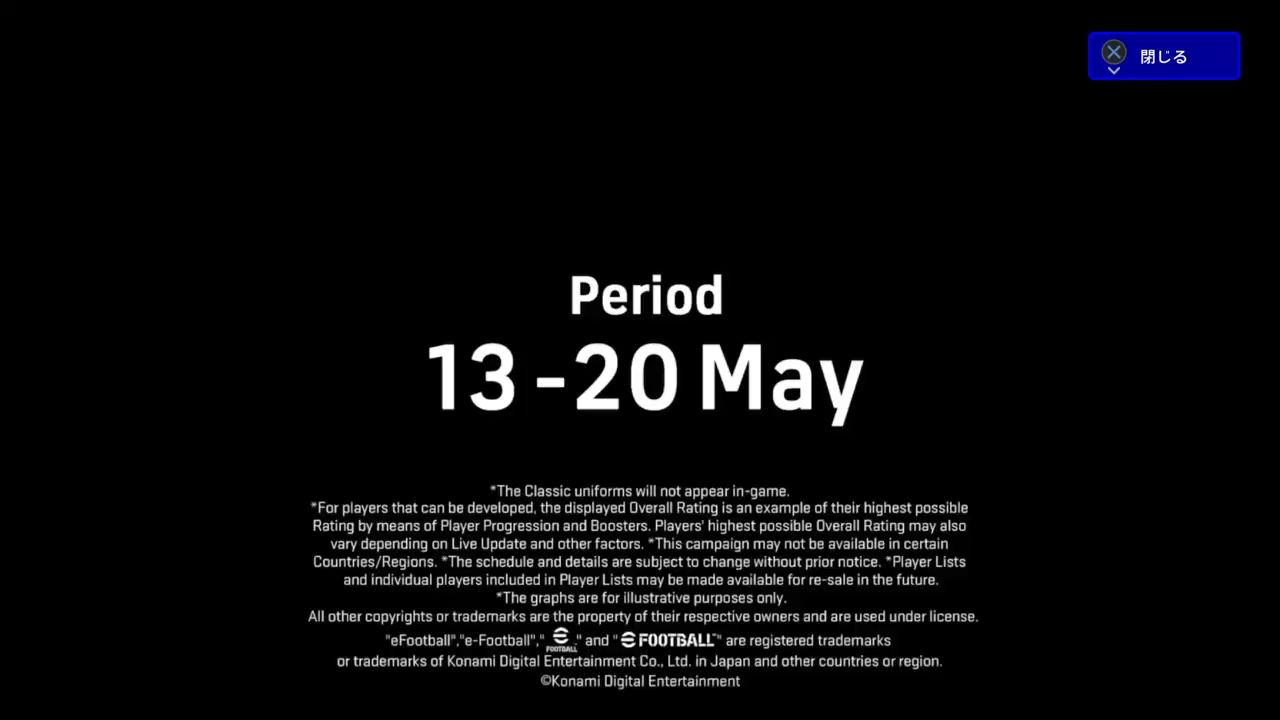 閉じる
Period
13 - 20 May
*The Classic uniforms will not appear in-game.
*For players that can be developed, the displayed Overall Rating is an example of their highest possible
Rating by means of Player Progression and Boosters. Players' highest possible Overall Rating may also
vary depending on Live Update and other factors. *This campaign may not be available in certain
Countries/Regions. *The schedule and details are subject to change without prior notice. *Player Lists
and individual players included in Player Lists may be made available for re-sale in the future.
*The graphs are for illustrative purposes only.
All other copyrights or trademarks are the property of their respective owners and are used under license.
"eFootball","e-Football"," e FOOTBALL " and " eFOOTBALL™" are registered trademarks
or trademarks of Konami Digital Entertainment Co., Ltd. in Japan and other countries or region.
©Konami Digital Entertainment